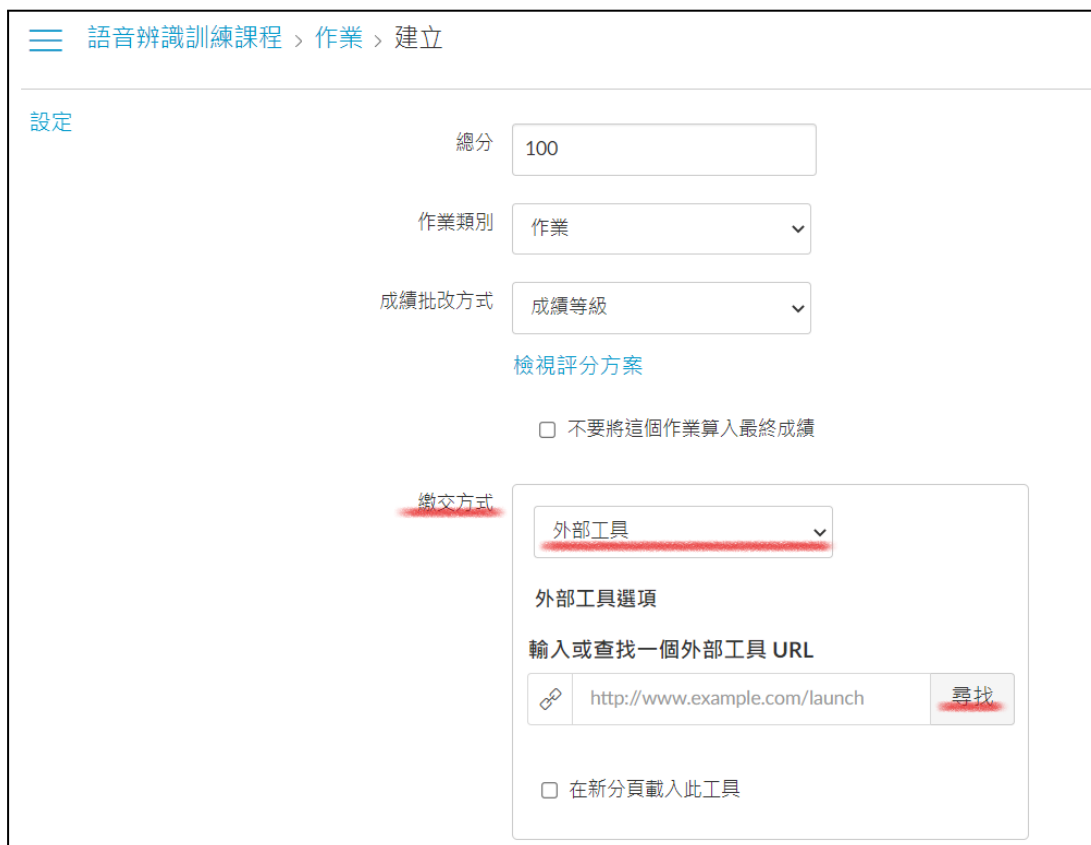 語音辨識訓練課程 > 作業 > 建立
設定
總分 100
作業類別 作業
成績批改方式 成績等級
檢視評分方案
不要將這個作業算入最終成績
繳交方式
外部工具
外部工具選項
輸入或查找一個外部工具 URL
http://www.example.com/launch 尋找
在新分頁載入此工具